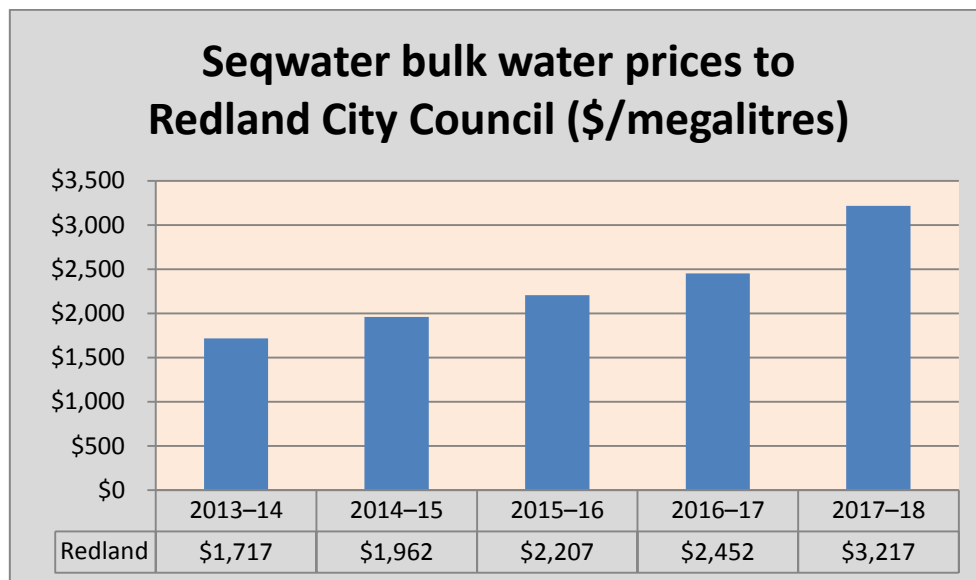 Seqwater bulk water prices to
Redland City Council ($/megalitres)
$3,500
$3,000
$2,500
$2,000
$1,500
$1,000
$500
$0
2013–14 2014–15 2015–16 2016–17 2017–18
Redland $1,717 $1,962 $2,207 $2,452 $3,217